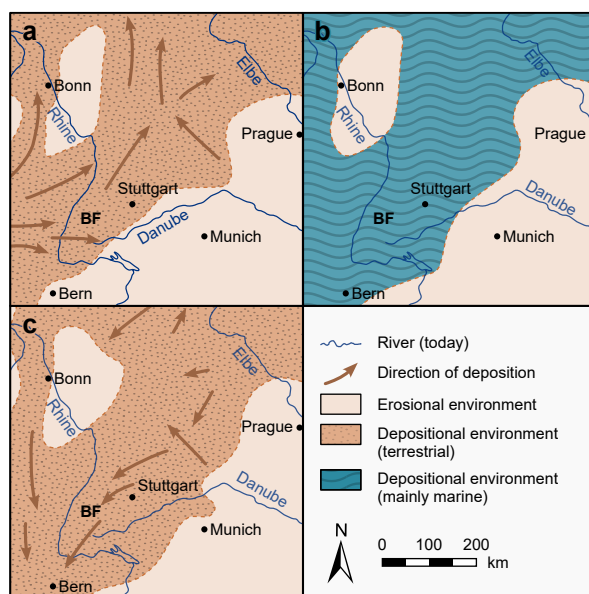 a
Bonn
Rhine
Elbe
Prague
Stuttgart
BF
Danube
Munich
Bern
b
Bonn
Rhine
Elbe
Prague
Stuttgart
BF
Danube
Munich
Bern
c
Bonn
Rhine
Elbe
Prague
Stuttgart
BF
Danube
Munich
Bern
River (today)
Direction of deposition
Erosional environment
Depositional environment
(terrestrial)
Depositional environment
(mainly marine)
N
0 100 200
km